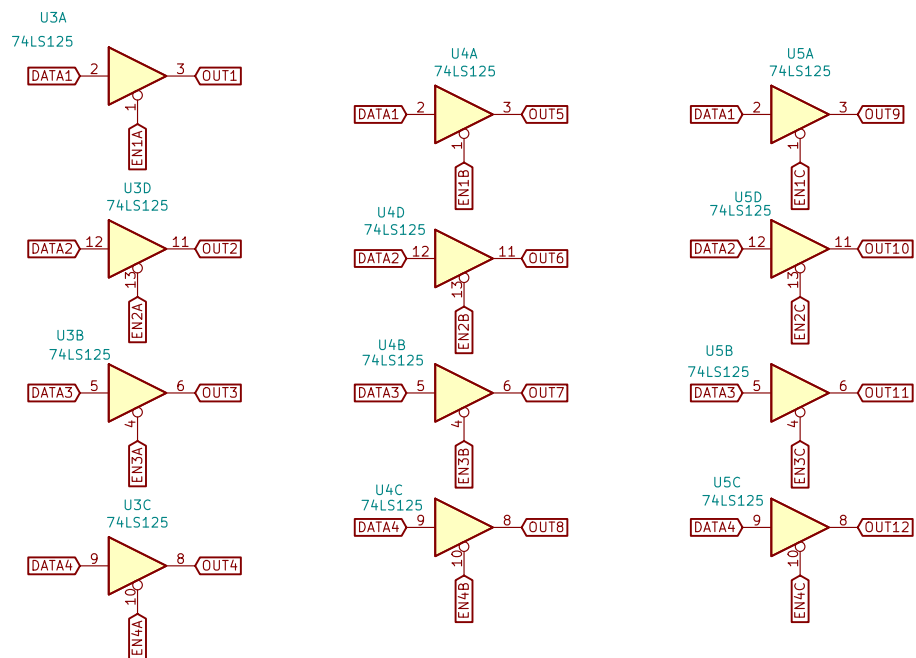 U3A
74LS125
DATA1 2 3 OUT1
1
EN1A
U3D
74LS125
DATA2 12 11 OUT2
13
EN2A
U3B
74LS125
DATA3 5 6 OUT3
4
EN3A
U3C
74LS125
DATA4 9 8 OUT4
10
EN4A
U4A
74LS125
DATA1 2 3 OUT5
1
EN1B
U4D
74LS125
DATA2 12 11 OUT6
13
EN2B
U4B
74LS125
DATA3 5 6 OUT7
4
EN3B
U4C
74LS125
DATA4 9 8 OUT8
10
EN4B
U5A
74LS125
DATA1 2 3 OUT9
1
EN1C
U5D
74LS125
DATA2 12 11 OUT10
13
EN2C
U5B
74LS125
DATA3 5 6 OUT11
4
EN3C
U5C
74LS125
DATA4 9 8 OUT12
10
EN4C